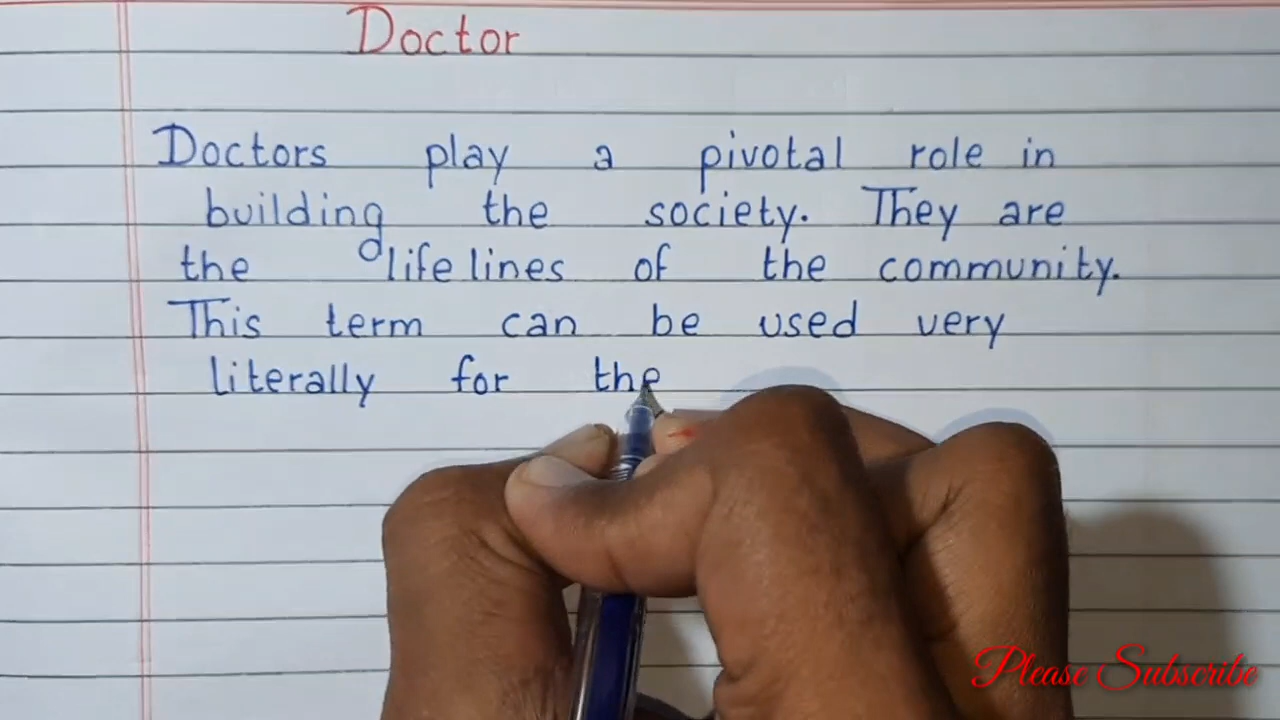 Doctor
Doctors play a pivotal role in
building the society. They are
the lifelines of the community.
This term can be used very
literally for the
Please Subscribe